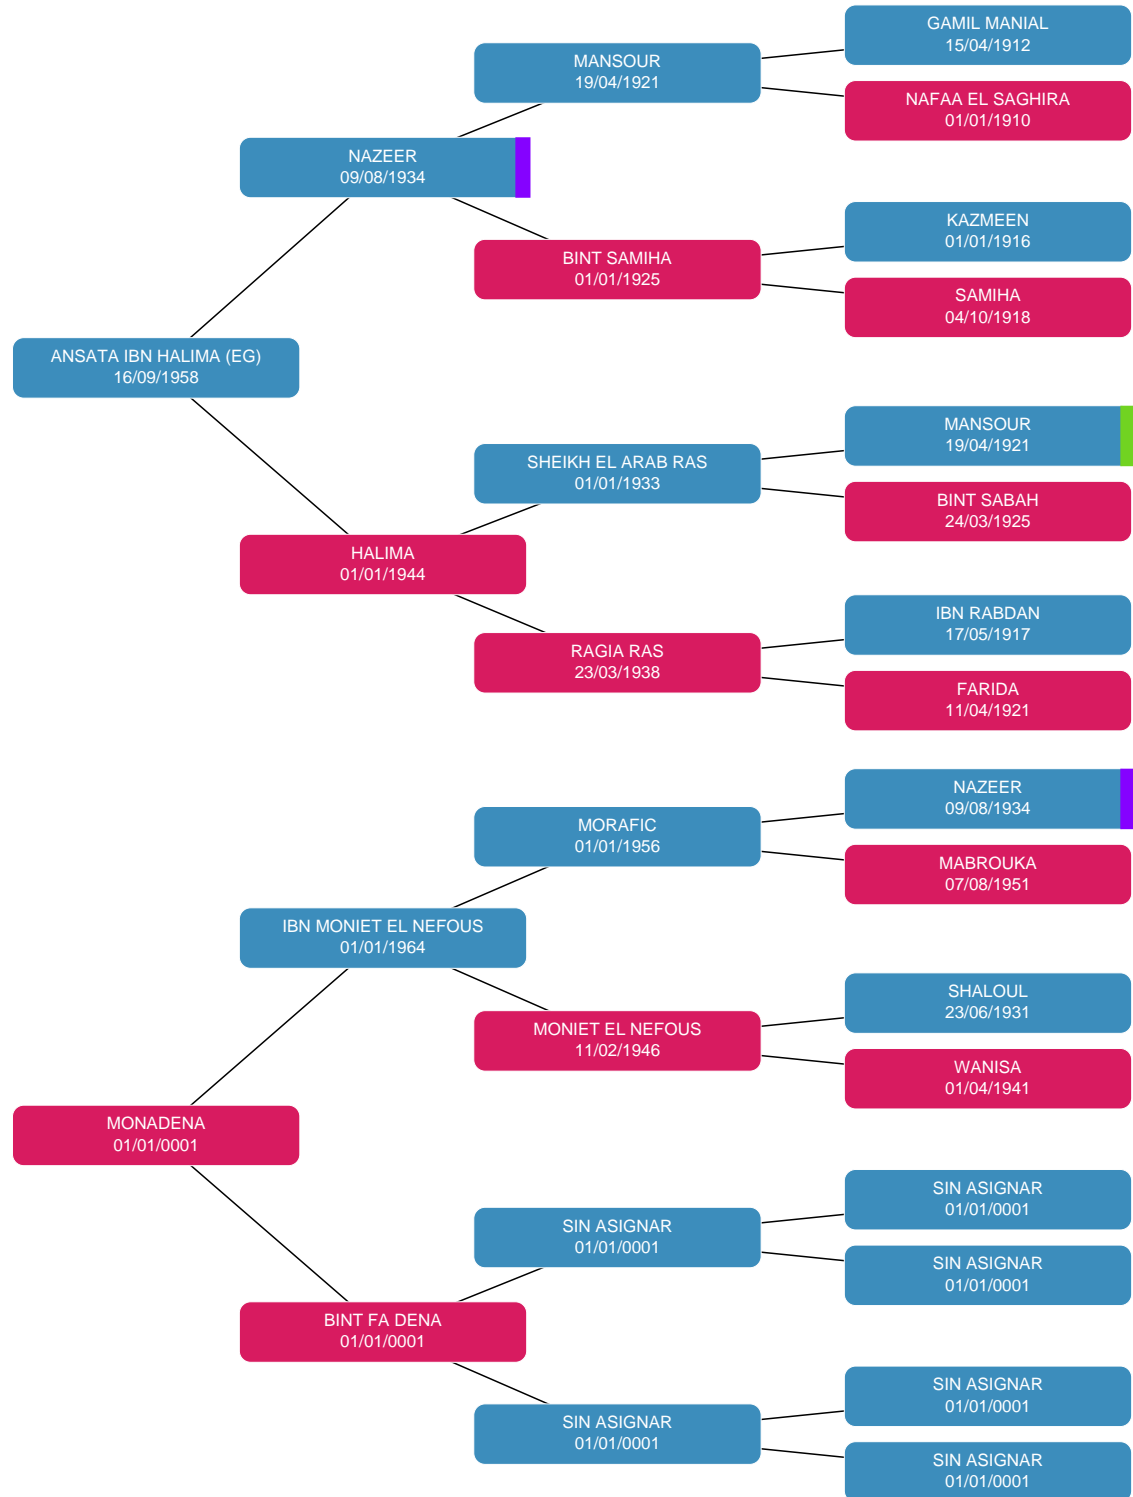 GAMIL MANIAL
15/04/1912
MANSOUR
19/04/1921
NAFAA EL SAGHIRA
01/01/1910
NAZEER
09/08/1934
KAZMEEN
01/01/1916
BINT SAMIHA
01/01/1925
SAMIHA
04/10/1918
ANSATA IBN HALIMA (EG)
16/09/1958
MANSOUR
19/04/1921
SHEIKH EL ARAB RAS
01/01/1933
BINT SABAH
24/03/1925
HALIMA
01/01/1944
IBN RABDAN
17/05/1917
RAGIA RAS
23/03/1938
FARIDA
11/04/1921
NAZEER
09/08/1934
MORAFIC
01/01/1956
MABROUKA
07/08/1951
IBN MONIET EL NEFOUS
01/01/1964
SHALOUL
23/06/1931
MONIET EL NEFOUS
11/02/1946
WANISA
01/04/1941
MONADENA
01/01/0001
SIN ASIGNAR
01/01/0001
SIN ASIGNAR
01/01/0001
SIN ASIGNAR
01/01/0001
BINT FA DENA
01/01/0001
SIN ASIGNAR
01/01/0001
SIN ASIGNAR
01/01/0001
SIN ASIGNAR
01/01/0001